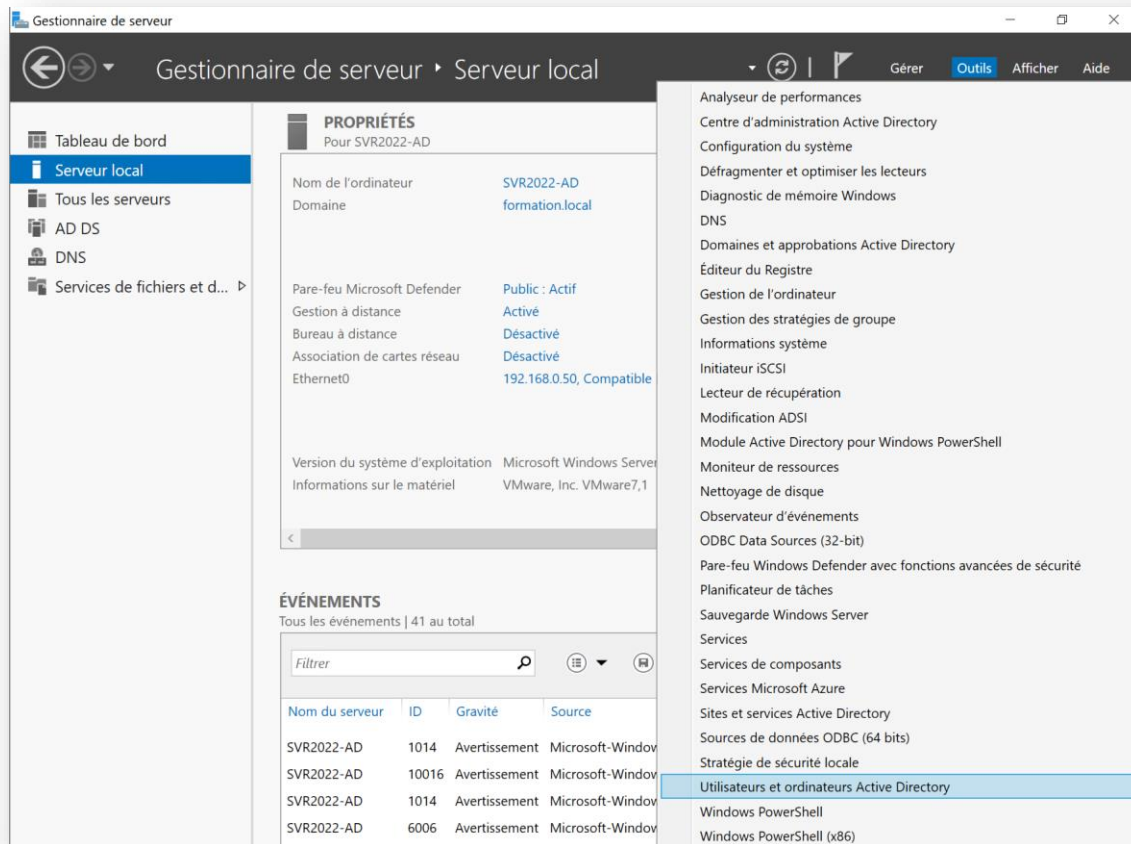 Gestionnaire de serveur
Gestionnaire de serveur ‣ Serveur local
Gérer Outils Afficher Aide
Tableau de bord
Serveur local
Tous les serveurs
AD DS
DNS
Services de fichiers et d...
PROPRIÉTÉS
Pour SVR2022-AD
Nom de l'ordinateur SVR2022-AD
Domaine formation.local
Pare-feu Microsoft Defender Public : Actif
Gestion à distance Activé
Bureau à distance Désactivé
Association de cartes réseau Désactivé
Ethernet0 192.168.0.50, Compatible
Version du système d'exploitation Microsoft Windows Server
Informations sur le matériel VMware, Inc. VMware7,1
ÉVÉNEMENTS
Tous les événements | 41 au total
Filtrer
Nom du serveur ID Gravité Source
SVR2022-AD 1014 Avertissement Microsoft-Window
SVR2022-AD 10016 Avertissement Microsoft-Window
SVR2022-AD 1014 Avertissement Microsoft-Window
SVR2022-AD 6006 Avertissement Microsoft-Window
Analyseur de performances
Centre d'administration Active Directory
Configuration du système
Défragmenter et optimiser les lecteurs
Diagnostic de mémoire Windows
DNS
Domaines et approbations Active Directory
Éditeur du Registre
Gestion de l'ordinateur
Gestion des stratégies de groupe
Informations système
Initiateur iSCSI
Lecteur de récupération
Modification ADSI
Module Active Directory pour Windows PowerShell
Moniteur de ressources
Nettoyage de disque
Observateur d'événements
ODBC Data Sources (32-bit)
Pare-feu Windows Defender avec fonctions avancées de sécurité
Planificateur de tâches
Sauvegarde Windows Server
Services
Services de composants
Services Microsoft Azure
Sites et services Active Directory
Sources de données ODBC (64 bits)
Stratégie de sécurité locale
Utilisateurs et ordinateurs Active Directory
Windows PowerShell
Windows PowerShell (x86)